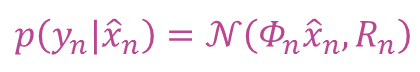 p(yₙ|x̂ₙ) = 𝒩(Φₙx̂ₙ, Rₙ)